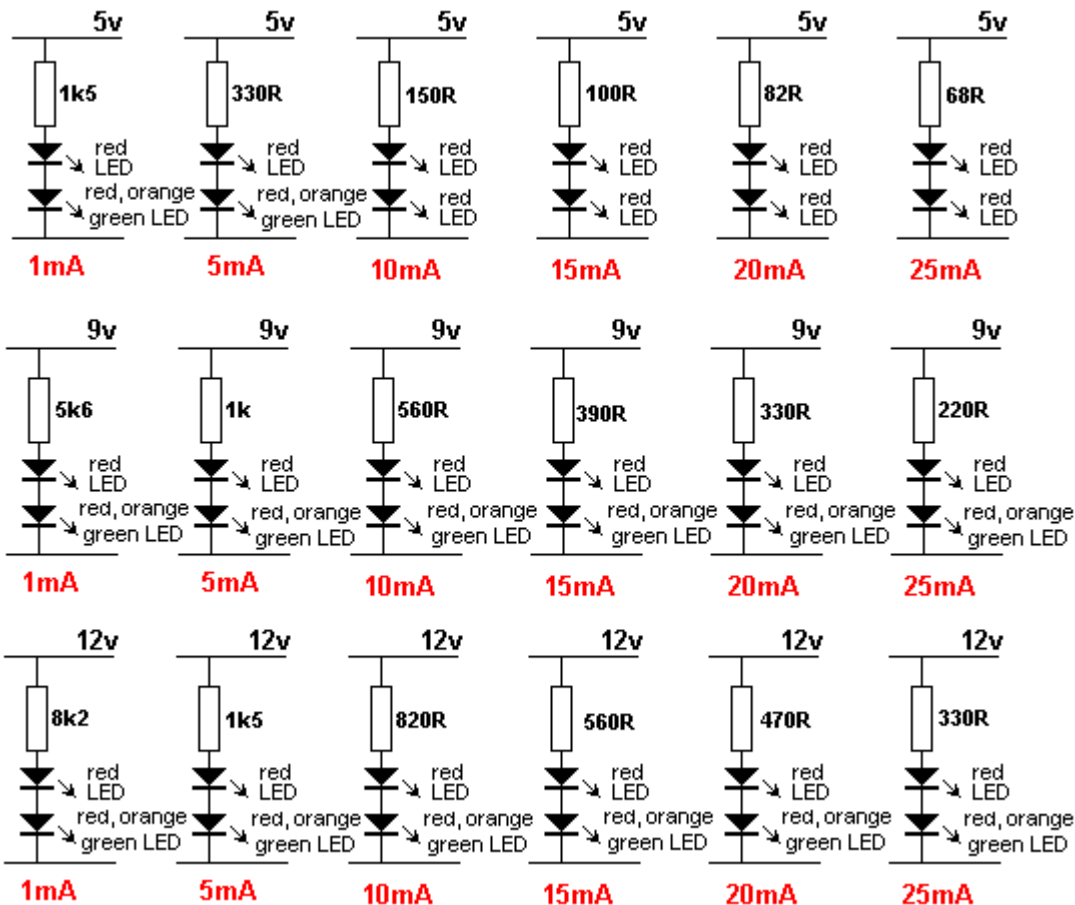 5v 5v 5v 5v 5v 5v
1k5 330R 150R 100R 82R 68R
red red red red red red
LED LED LED LED LED LED
red, orange red, orange red red red red
green LED green LED LED LED LED LED
1mA 5mA 10mA 15mA 20mA 25mA
9v 9v 9v 9v 9v 9v
5k6 1k 560R 390R 330R 220R
red red red red red red
LED LED LED LED LED LED
red, orange red, orange red, orange red, orange red, orange red, orange
green LED green LED green LED green LED green LED green LED
1mA 5mA 10mA 15mA 20mA 25mA
12v 12v 12v 12v 12v 12v
8k2 1k5 820R 560R 470R 330R
red red red red red red
LED LED LED LED LED LED
red, orange red, orange red, orange red, orange red, orange red, orange
green LED green LED green LED green LED green LED green LED
1mA 5mA 10mA 15mA 20mA 25mA